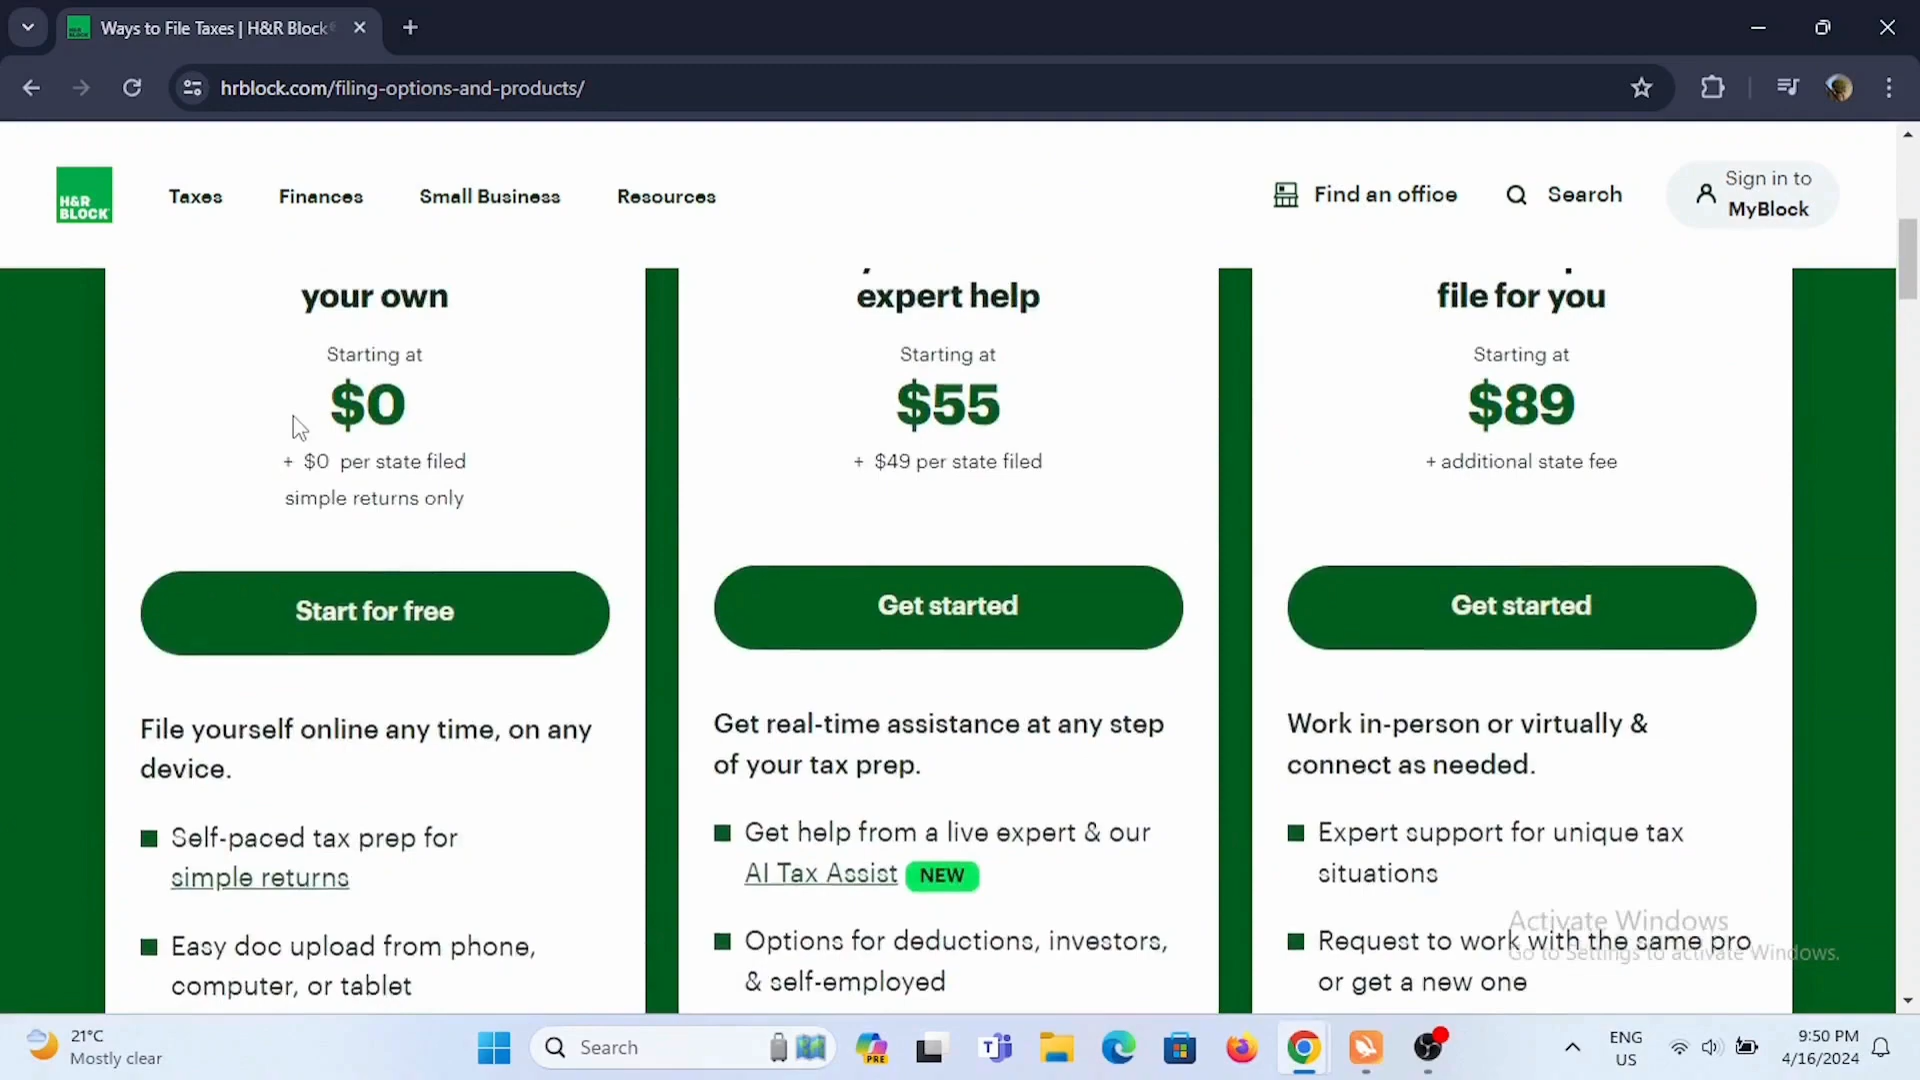 Ways to File Taxes | H&R Block®
hrblock.com/filing-options-and-products/
H&R
BLOCK
Taxes
Finances
Small Business
Resources
Find an office
Search
Sign in to
MyBlock
your own
Starting at
$0
+ $0 per state filed
simple returns only
Start for free
File yourself online any time, on any
device.
Self-paced tax prep for
simple returns
Easy doc upload from phone,
computer, or tablet
expert help
Starting at
$55
+ $49 per state filed
Get started
Get real-time assistance at any step
of your tax prep.
Get help from a live expert & our
AI Tax Assist NEW
Options for deductions, investors,
& self-employed
file for you
Starting at
$89
+ additional state fee
Get started
Work in-person or virtually &
connect as needed.
Expert support for unique tax
situations
Request to work with the same pro
or get a new one
Activate Windows
Go to Settings to activate Windows.
21°C
Mostly clear
Search
PRE
ENG
US
9:50 PM
4/16/2024